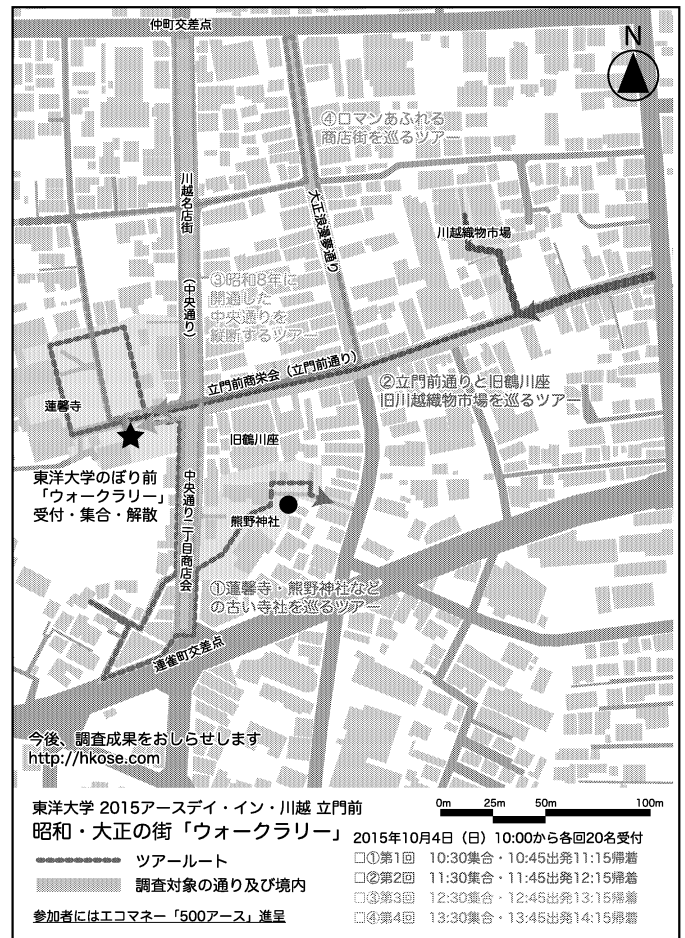 仲町交差点
N
④ロマンあふれる
商店街を巡るツアー
川越名店街
大正浪漫夢通り
川越織物市場
③昭和8年に
開通した
中央通りを
縦断するツアー
(中央通り)
立門前商栄会(立門前通り)
②立門前通りと旧鶴川座
旧川越織物市場を巡るツアー
蓮馨寺
旧鶴川座
東洋大学のぼり前
「ウォークラリー」
受付・集合・解散
中央通り二丁目商店会
熊野神社
①蓮馨寺・熊野神社など
の古い寺社を巡るツアー
連雀町交差点
今後、調査成果をおしらせします
http://hkose.com
東洋大学 2015アースデイ・イン・川越 立門前
昭和・大正の街「ウォークラリー」
ツアールート
調査対象の通り及び境内
参加者にはエコマネー「500アース」進呈
0m 25m 50m 100m
2015年10月4日(日)10:00から各回20名受付
□①第1回 10:30集合・10:45出発11:15帰着
□②第2回 11:30集合・11:45出発12:15帰着
□③第3回 12:30集合・12:45出発13:15帰着
□④第4回 13:30集合・13:45出発14:15帰着